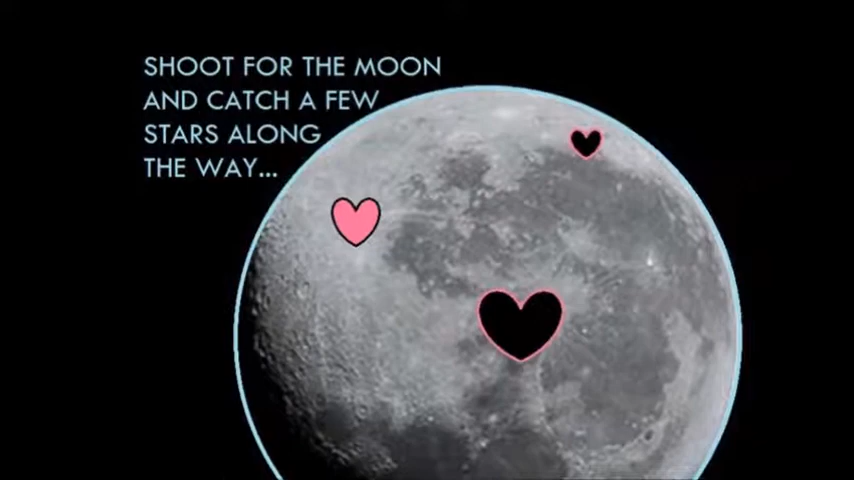 SHOOT FOR THE MOON
AND CATCH A FEW
STARS ALONG
THE WAY...